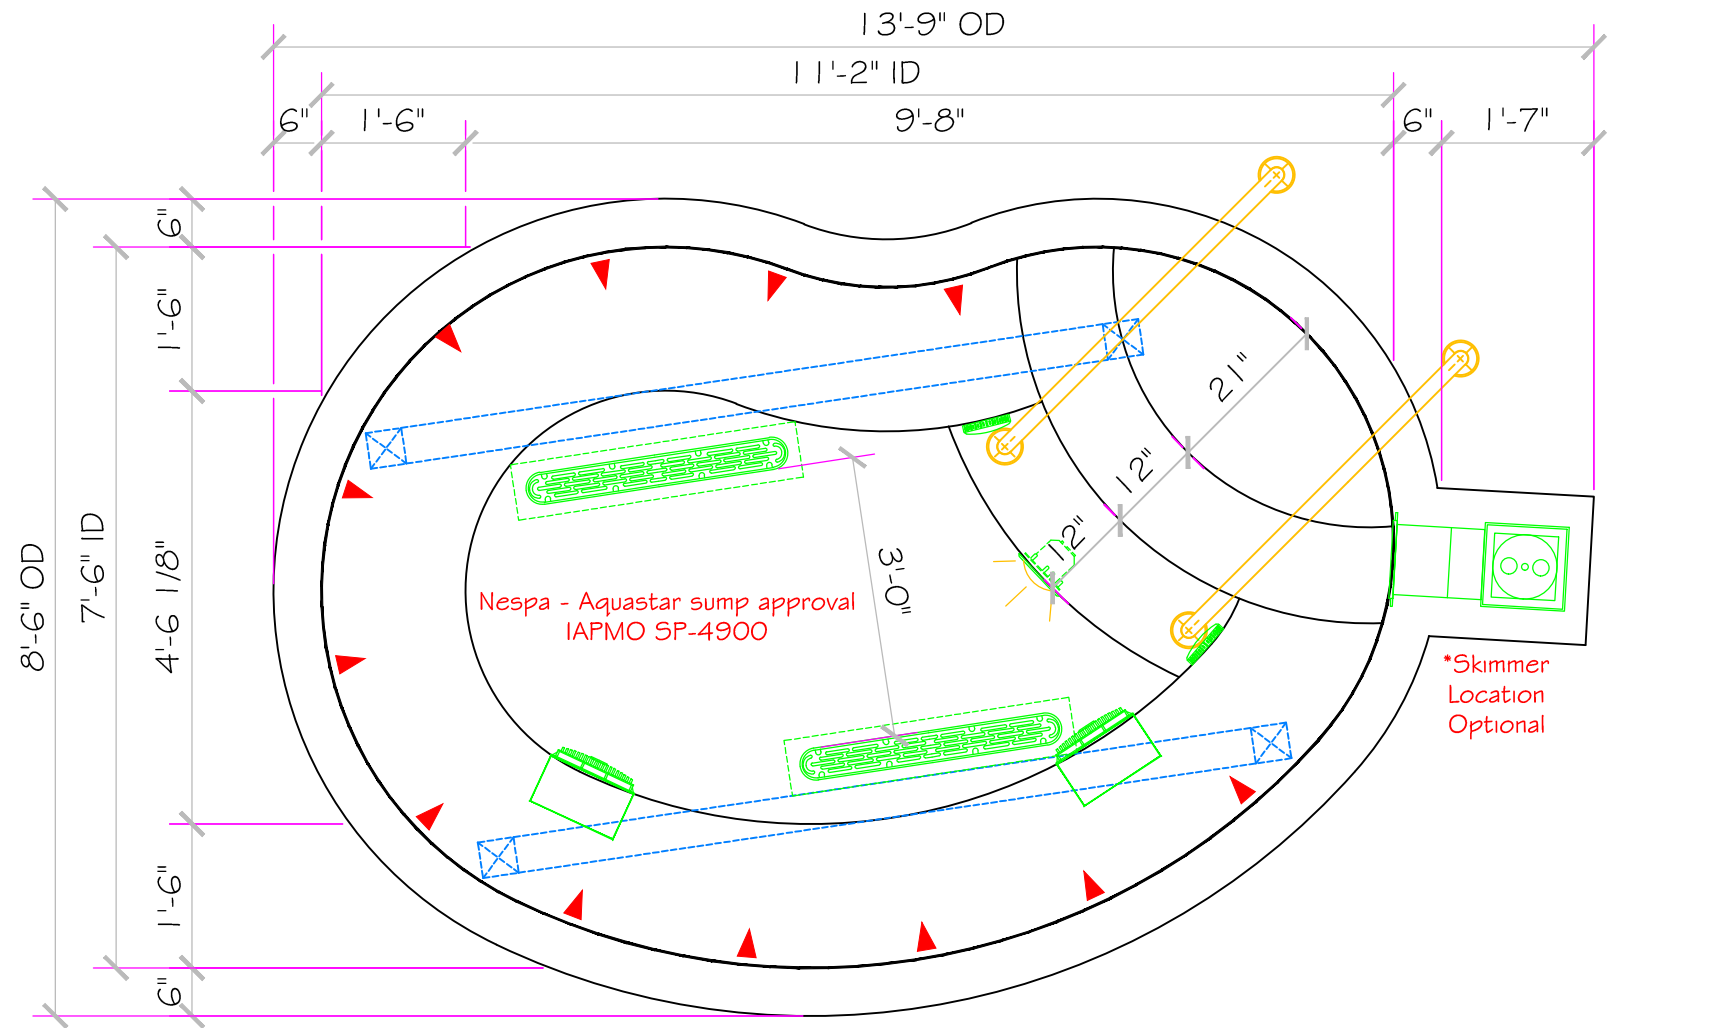 13'-9" OD
11'-2" ID
6"
1'-6"
9'-8"
6"
1'-7"
6"
1'-6"
4'-6 1/8"
1'-6"
6"
7'-6" ID
8'-6" OD
21"
12"
12"
3'-0"
Nespa - Aquastar sump approval
IAPMO SP-4900
*Skimmer
Location
Optional